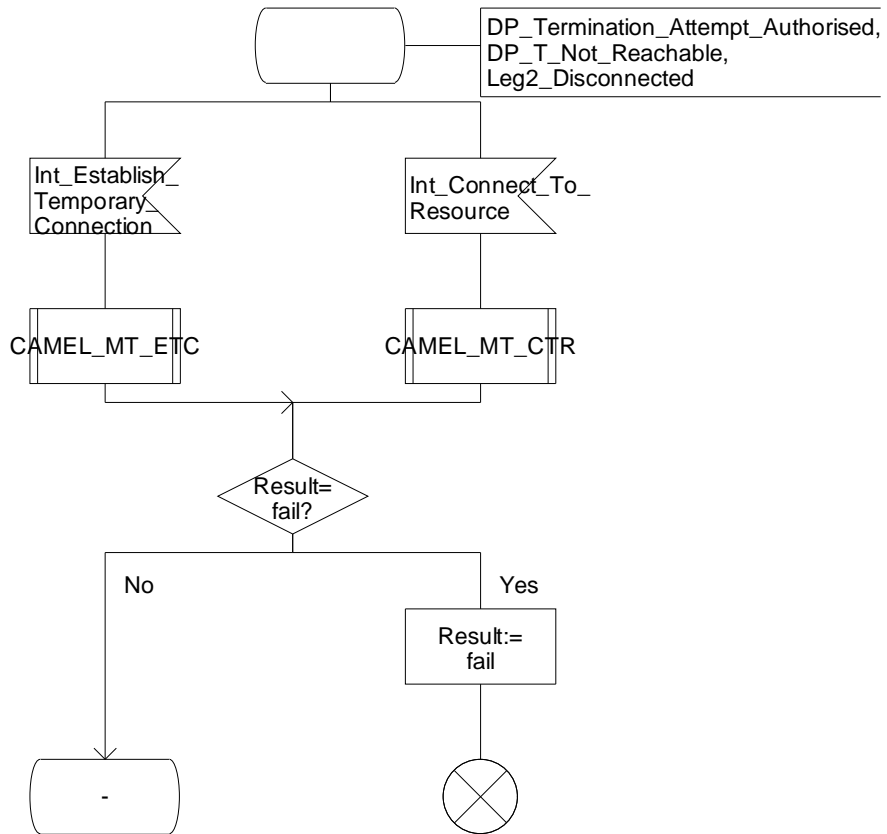 DP_Termination_Attempt_Authorised,
DP_T_Not_Reachable,
Leg2_Disconnected
Int_Establish_
Temporary_
Connection
Int_Connect_To_
Resource
CAMEL_MT_ETC
CAMEL_MT_CTR
Result=
fail?
No
Yes
Result:=
fail
-